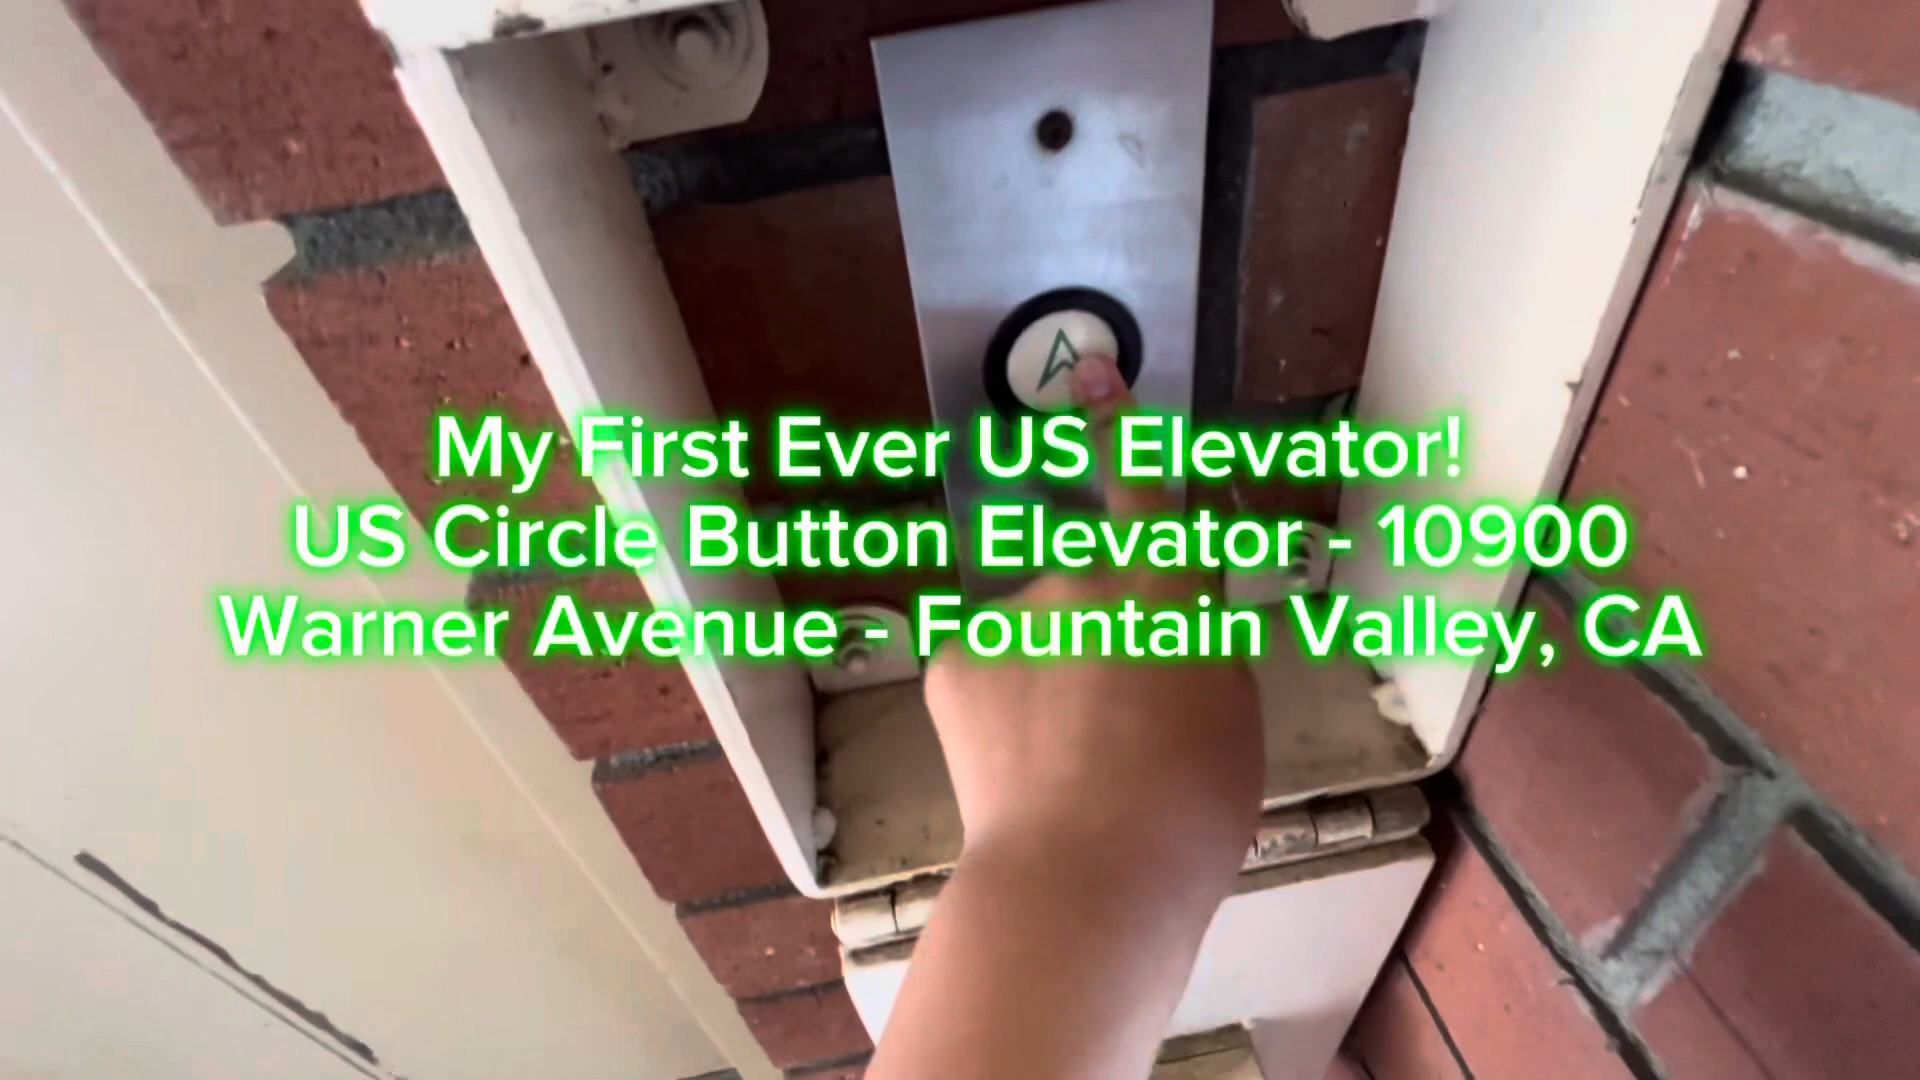 My First Ever US Elevator!
US Circle Button Elevator - 10900
Warner Avenue - Fountain Valley, CA